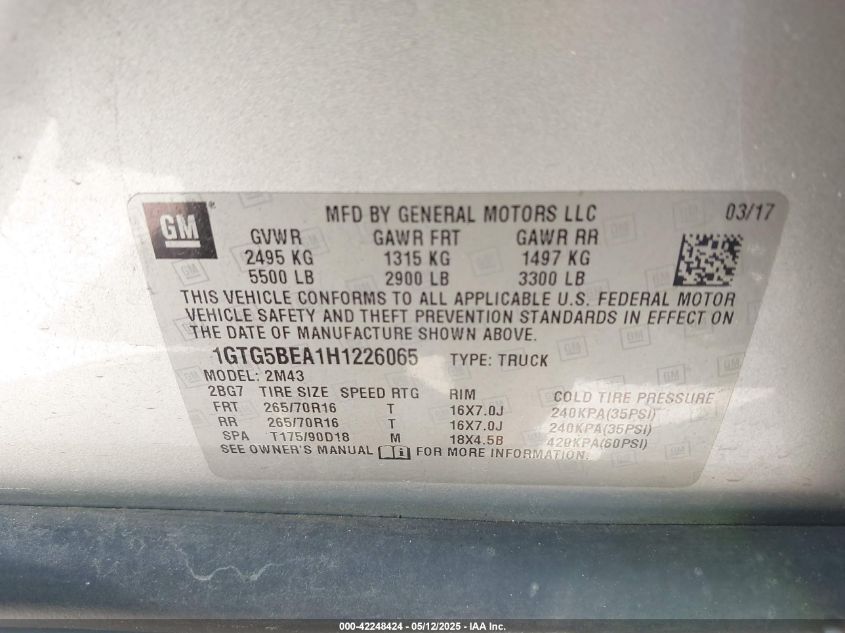 GM ® MFD BY GENERAL MOTORS LLC 03/17
GVWR GAWR FRT GAWR RR
2495 KG 1315 KG 1497 KG
5500 LB 2900 LB 3300 LB
THIS VEHICLE CONFORMS TO ALL APPLICABLE U.S. FEDERAL MOTOR
VEHICLE SAFETY AND THEFT PREVENTION STANDARDS IN EFFECT ON
THE DATE OF MANUFACTURE SHOWN ABOVE.
1GTG5BEA1H1226065 TYPE: TRUCK
MODEL: 2M43
2BG7 TIRE SIZE SPEED RTG RIM COLD TIRE PRESSURE
FRT 265/70R16 T 16X7.0J 240KPA(35PSI)
RR 265/70R16 T 16X7.0J 240KPA(35PSI)
SPA T175/90D18 M 18X4.5B 420KPA(60PSI)
SEE OWNER'S MANUAL FOR MORE INFORMATION.
000-42248424 - 05/12/2025 - IAA Inc.